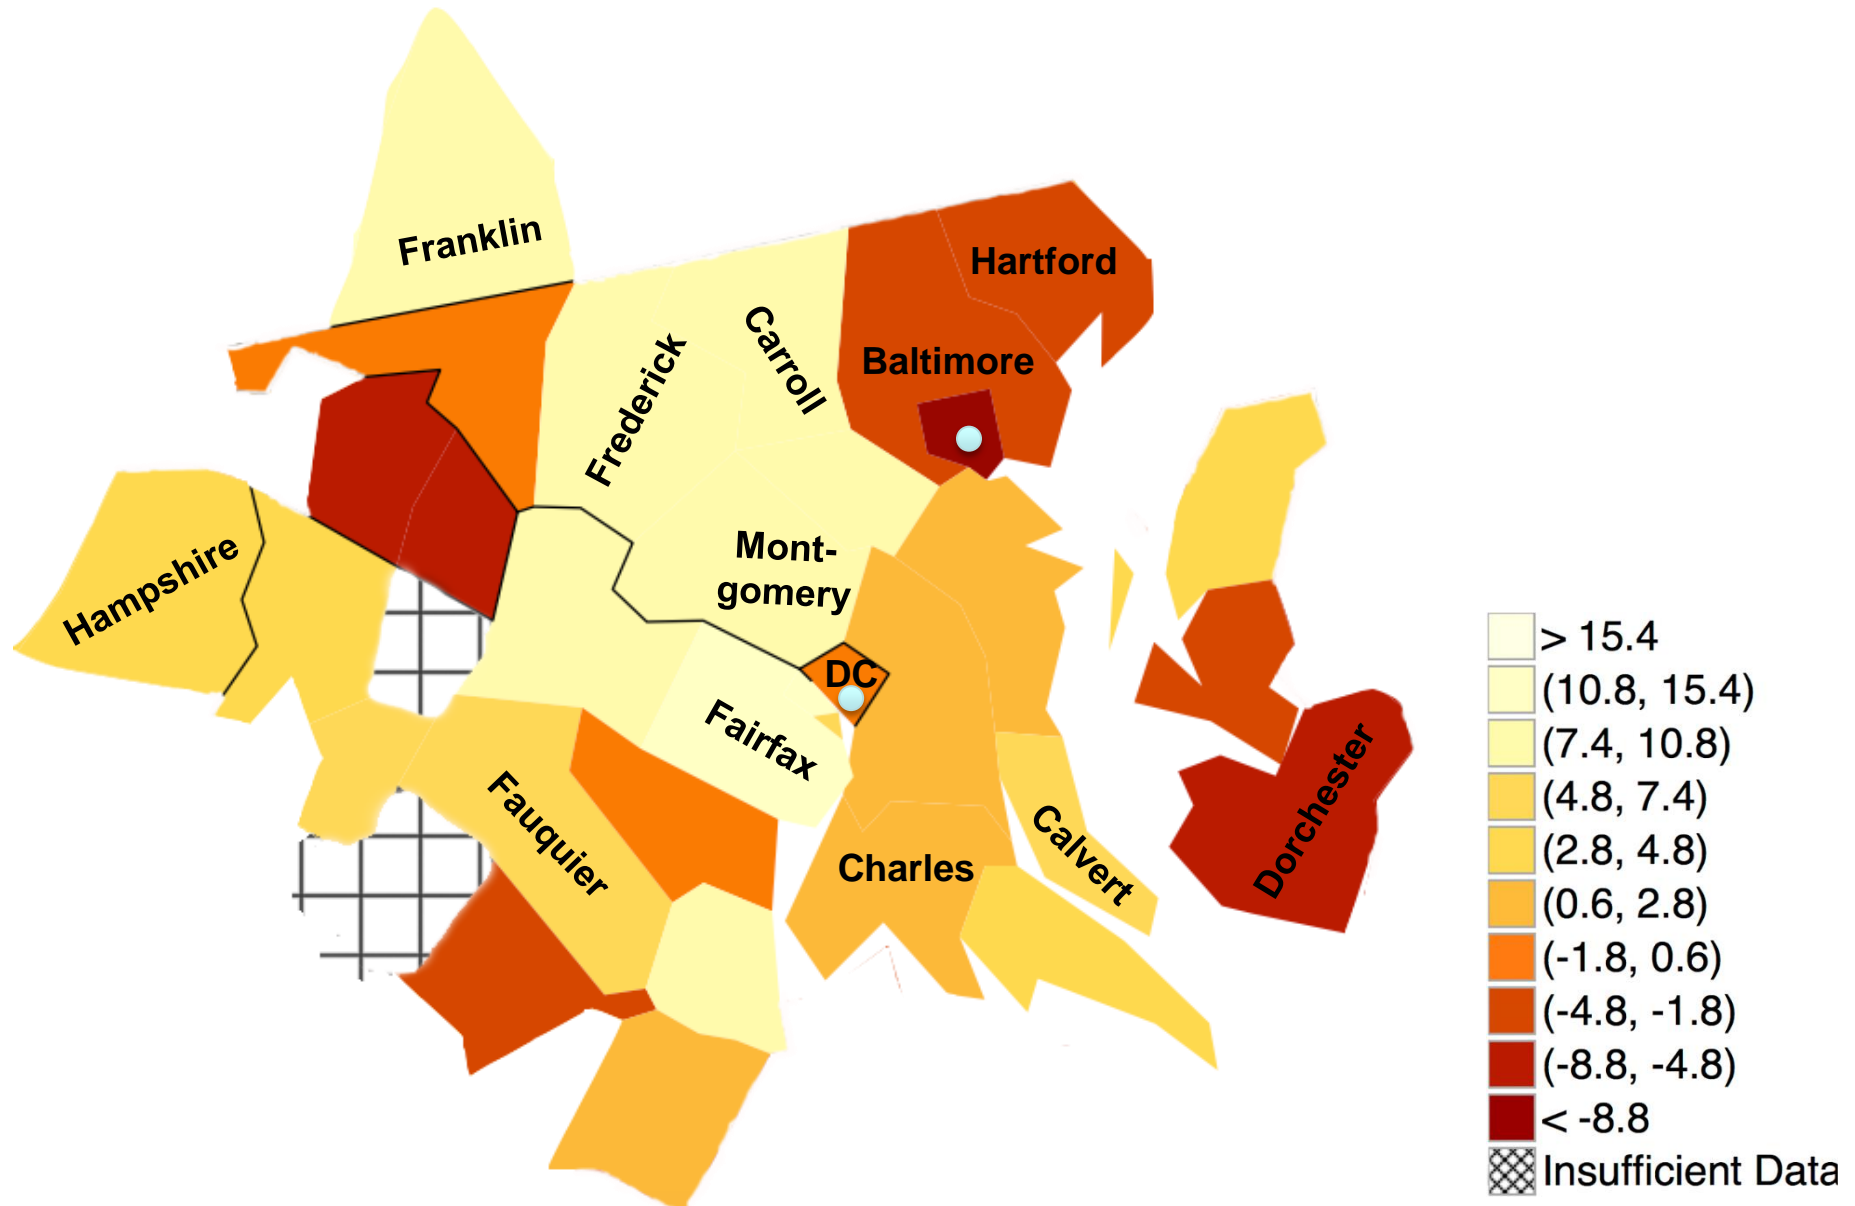 Franklin
Hartford
Carroll
Baltimore
Frederick
Mont-
gomery
Hampshire
DC
Fairfax
Fauquier
Charles
Calvert
Dorchester
> 15.4
(10.8, 15.4)
(7.4, 10.8)
(4.8, 7.4)
(2.8, 4.8)
(0.6, 2.8)
(-1.8, 0.6)
(-4.8, -1.8)
(-8.8, -4.8)
< -8.8
Insufficient Data